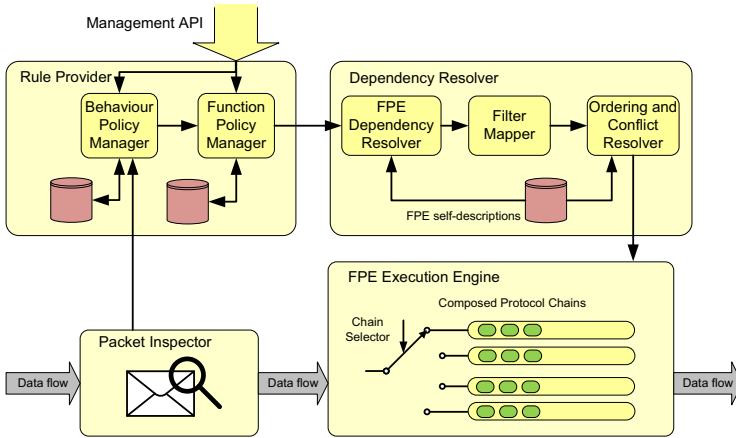 Management API
Rule Provider
Behaviour
Policy
Manager
Function
Policy
Manager
Dependency Resolver
FPE
Dependency
Resolver
Filter
Mapper
Ordering and
Conflict
Resolver
FPE self-descriptions
FPE Execution Engine
Composed Protocol Chains
Chain
Selector
Packet Inspector
Data flow
Data flow
Data flow